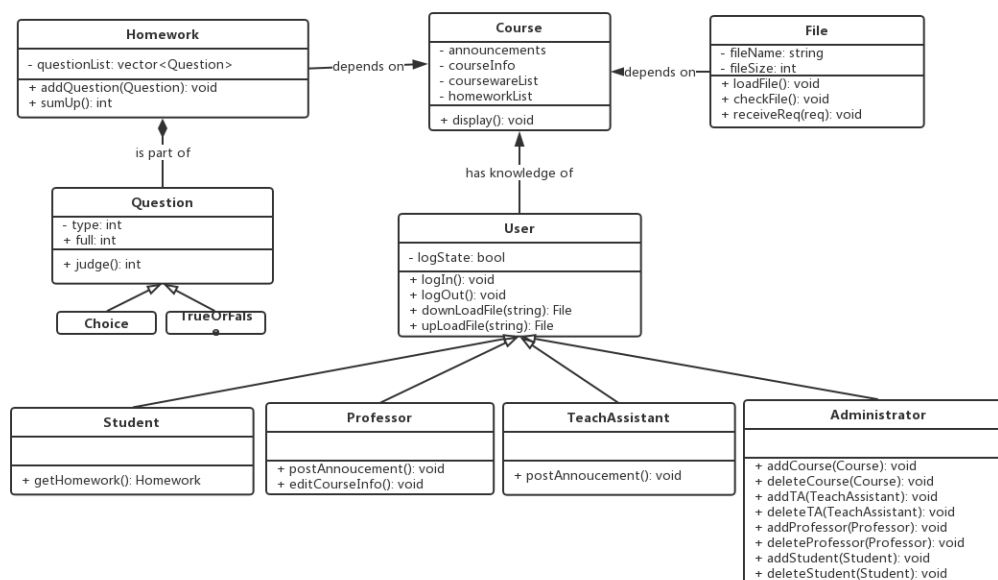 Homework
- questionList: vector<Question>
+ addQuestion(Question): void
+ sumUp(): int
depends on
Course
- announcements
- courseInfo
- coursewareList
- homeworkList
+ display(): void
depends on
File
- fileName: string
- fileSize: int
+ loadFile(): void
+ checkFile(): void
+ receiveReq(req): void
is part of
has knowledge of
Question
- type: int
+ full: int
+ judge(): int
Choice
TrueOrFals
e
User
- logState: bool
+ logIn(): void
+ logOut(): void
+ downLoadFile(string): File
+ upLoadFile(string): File
Student
+ getHomework(): Homework
Professor
+ postAnnoucement(): void
+ editCourseInfo(): void
TeachAssistant
+ postAnnoucement(): void
Administrator
+ addCourse(Course): void
+ deleteCourse(Course): void
+ addTA(TeachAssistant): void
+ deleteTA(TeachAssistant): void
+ addProfessor(Professor): void
+ deleteProfessor(Professor): void
+ addStudent(Student): void
+ deleteStudent(Student): void